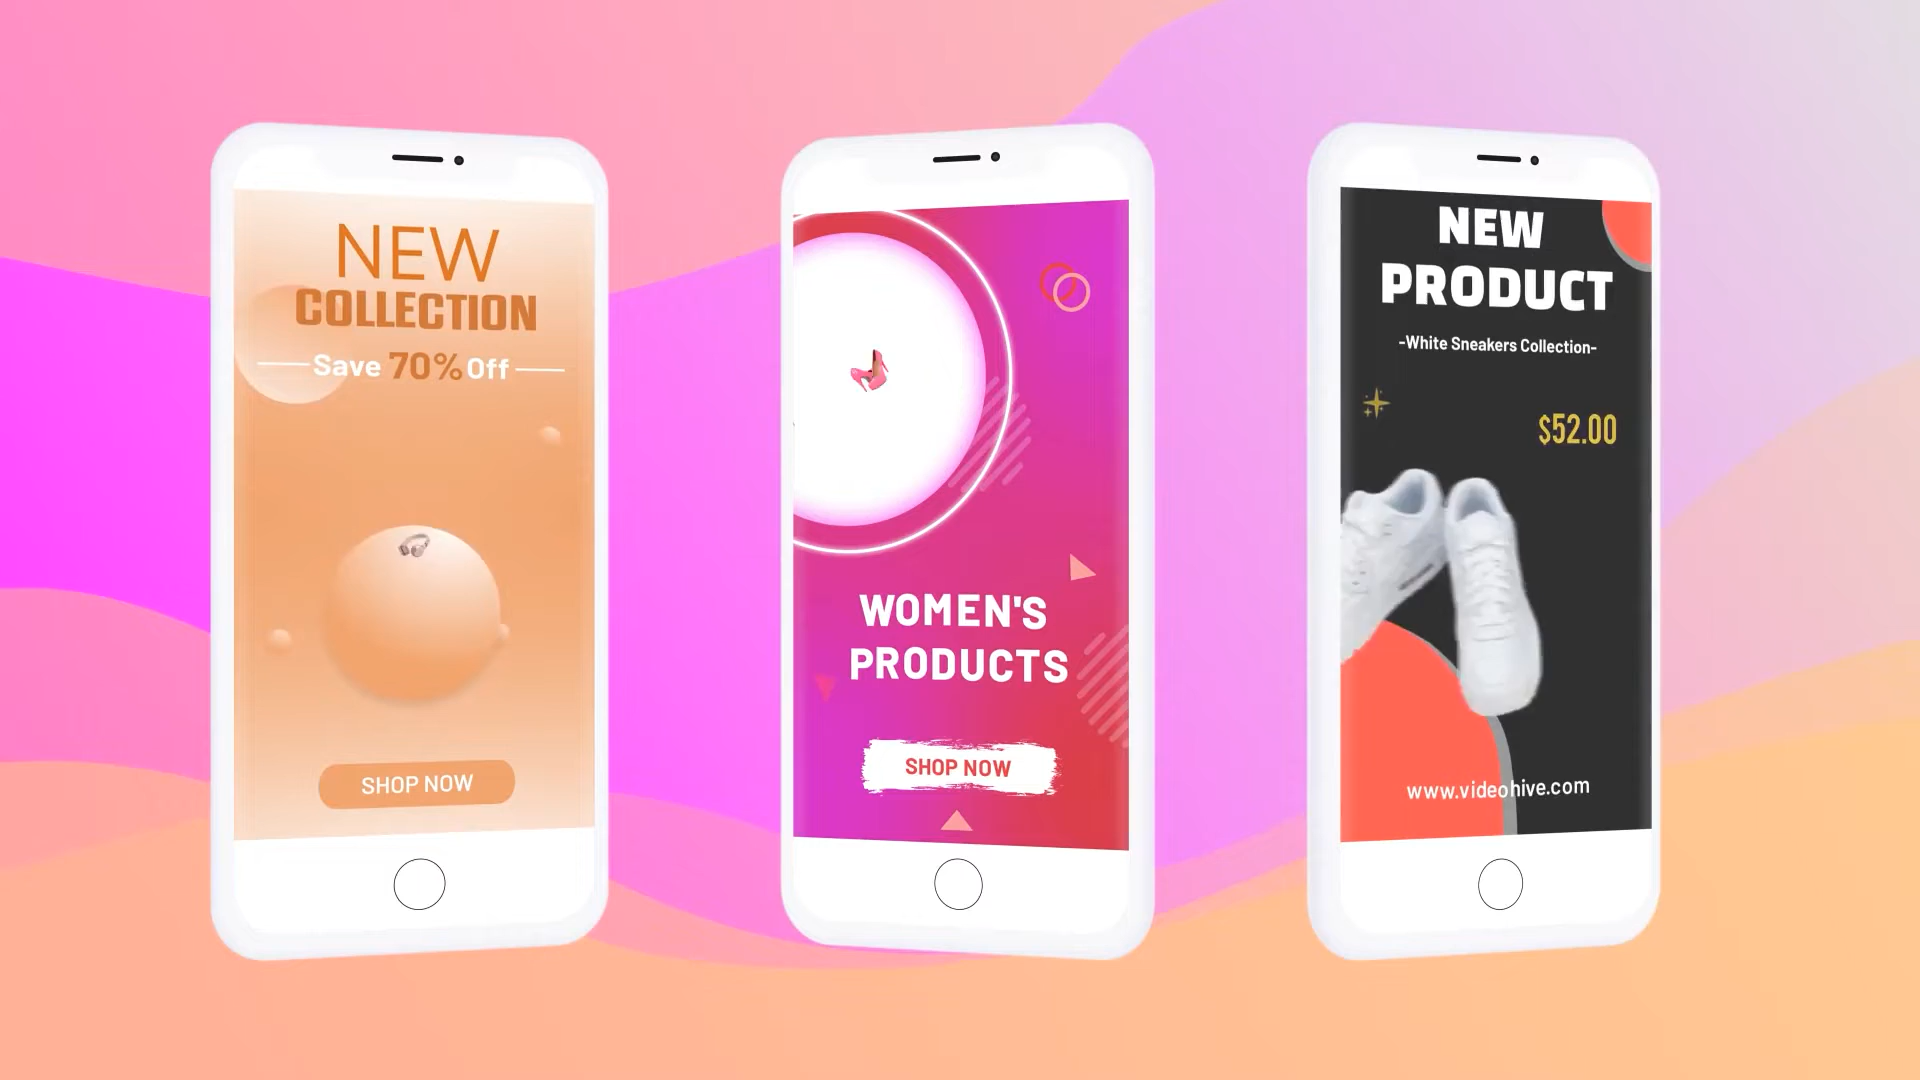 NEW
COLLECTION
Save 70% Off
SHOP NOW
WOMEN'S
PRODUCTS
SHOP NOW
NEW
PRODUCT
-White Sneakers Collection-
$52.00
www.videohive.com